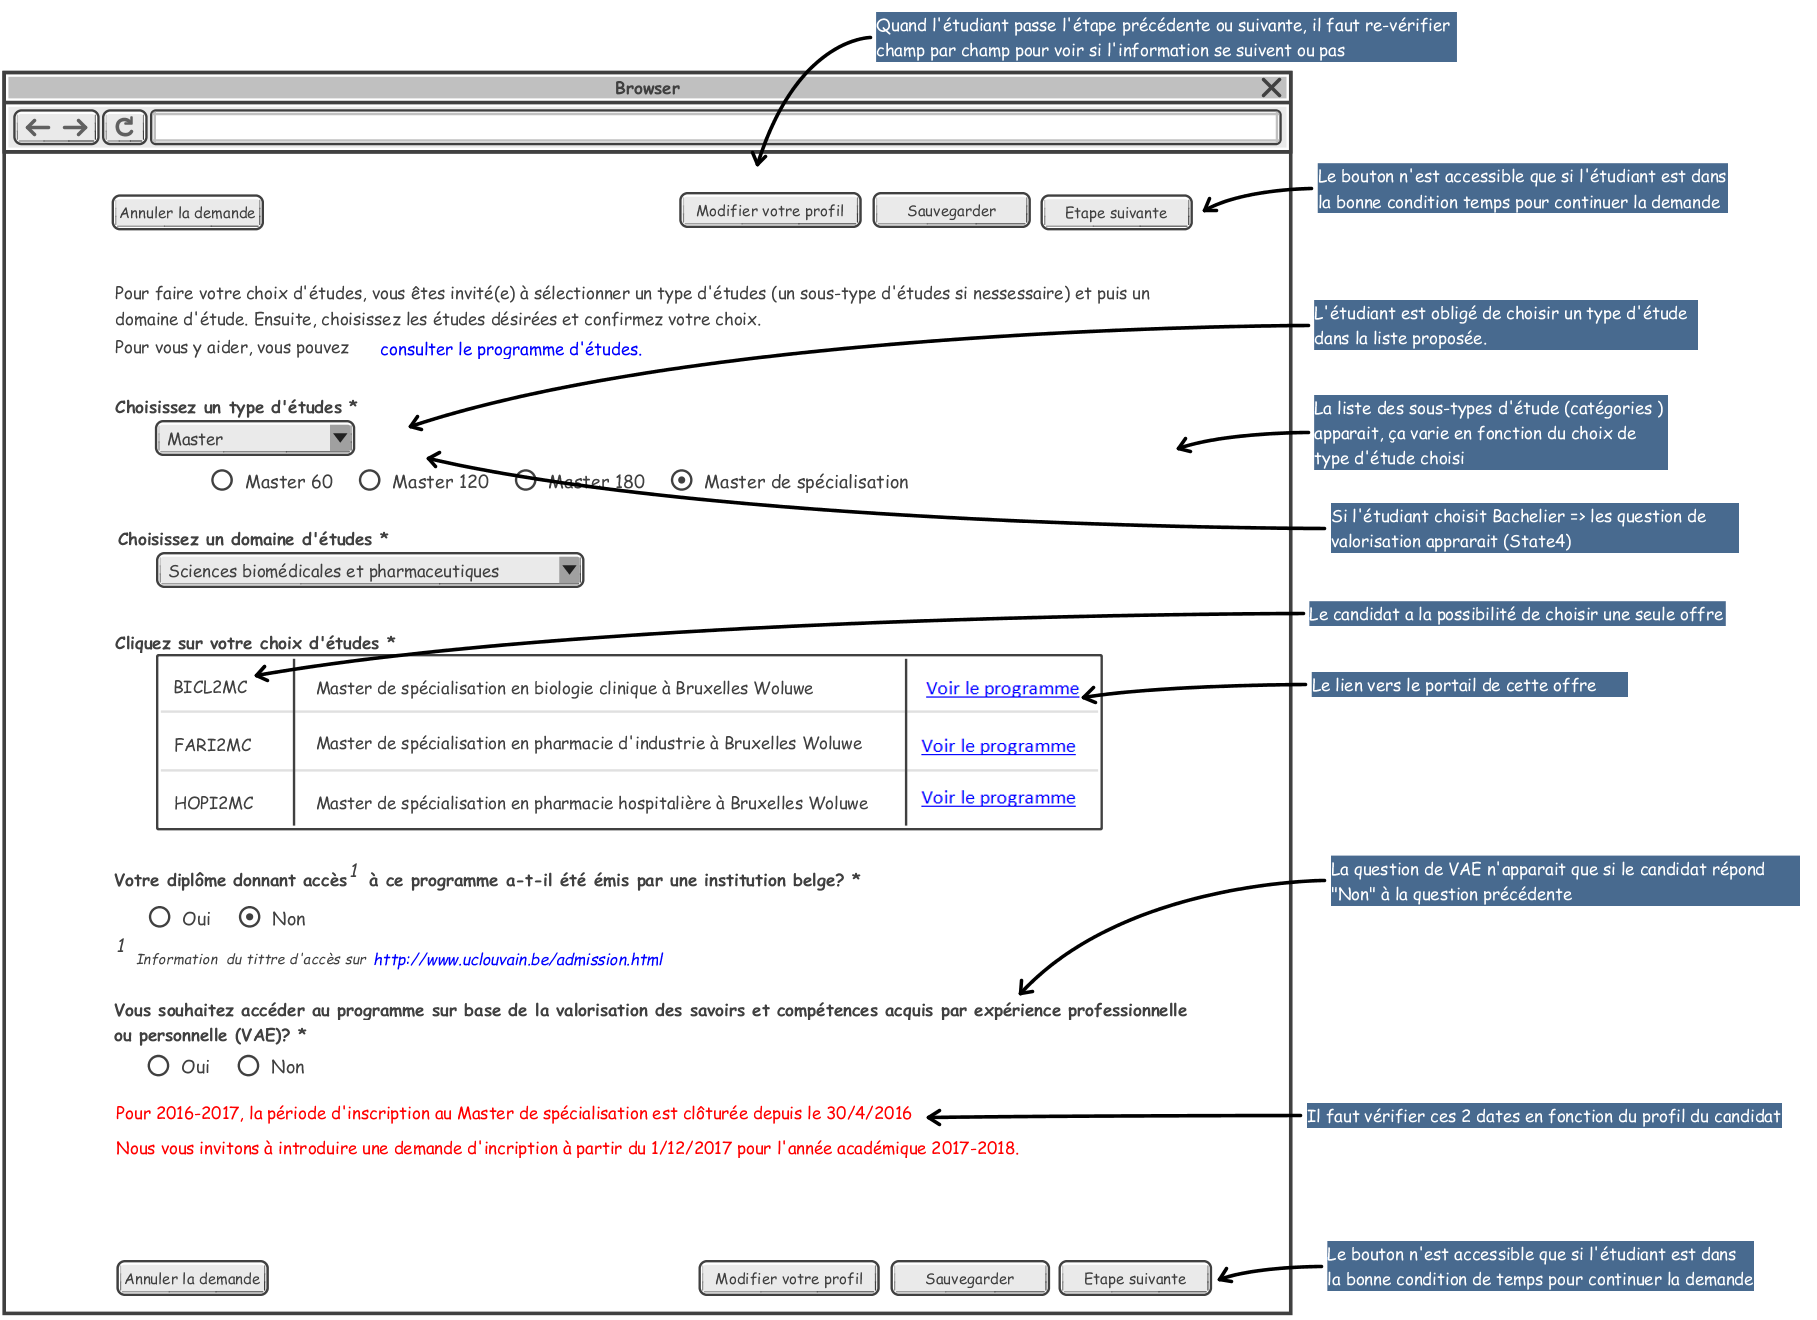 Quand l'étudiant passe l'étape précédente ou suivante, il faut re-vérifier
champ par champ pour voir si l'information se suivent ou pas
Browser
Le bouton n'est accessible que si l'étudiant est dans
la bonne condition temps pour continuer la demande
Annuler la demande
Modifier votre profil
Sauvegarder
Etape suivante
Pour faire votre choix d'études, vous êtes invité(e) à sélectionner un type d'études (un sous-type d'études si nessessaire) et puis un
domaine d'étude. Ensuite, choisissez les études désirées et confirmez votre choix.
Pour vous y aider, vous pouvez consulter le programme d'études.
L'étudiant est obligé de choisir un type d'étude
dans la liste proposée.
Choisissez un type d'études *
Master
La liste des sous-types d'étude (catégories )
apparait, ça varie en fonction du choix de
type d'étude choisi
Master 60
Master 120
Master 180
Master de spécialisation
Si l'étudiant choisit Bachelier => les question de
valorisation apprarait (State4)
Choisissez un domaine d'études *
Sciences biomédicales et pharmaceutiques
Le candidat a la possibilité de choisir une seule offre
Cliquez sur votre choix d'études *
BICL2MC Master de spécialisation en biologie clinique à Bruxelles Woluwe Voir le programme
Le lien vers le portail de cette offre
FARI2MC Master de spécialisation en pharmacie d'industrie à Bruxelles Woluwe Voir le programme
HOPI2MC Master de spécialisation en pharmacie hospitalière à Bruxelles Woluwe Voir le programme
La question de VAE n'apparait que si le candidat répond
"Non" à la question précédente
Votre diplôme donnant accès 1 à ce programme a-t-il été émis par une institution belge? *
Oui
Non
1 Information du tittre d'accès sur http://www.uclouvain.be/admission.html
Vous souhaitez accéder au programme sur base de la valorisation des savoirs et compétences acquis par expérience professionnelle
ou personnelle (VAE)? *
Oui
Non
Pour 2016-2017, la période d'inscription au Master de spécialisation est clôturée depuis le 30/4/2016
Il faut vérifier ces 2 dates en fonction du profil du candidat
Nous vous invitons à introduire une demande d'incription à partir du 1/12/2017 pour l'année académique 2017-2018.
Le bouton n'est accessible que si l'étudiant est dans
la bonne condition de temps pour continuer la demande
Annuler la demande
Modifier votre profil
Sauvegarder
Etape suivante